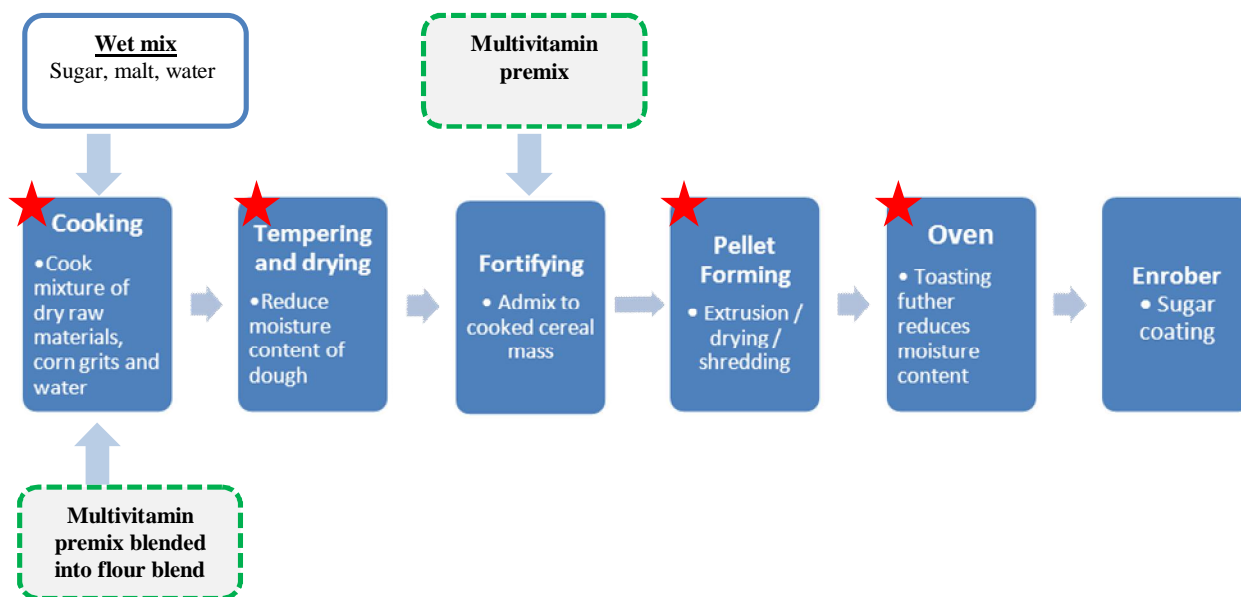 Wet mix
Sugar, malt, water
Multivitamin
premix
Cooking
•Cook
mixture of
dry raw
materials,
corn grits and
water
Tempering
and drying
•Reduce
moisture
content of
dough
Fortifying
• Admix to
cooked cereal
mass
Pellet
Forming
• Extrusion /
drying /
shredding
Oven
• Toasting
futher
reduces
moisture
content
Enrober
• Sugar
coating
Multivitamin
premix blended
into flour blend